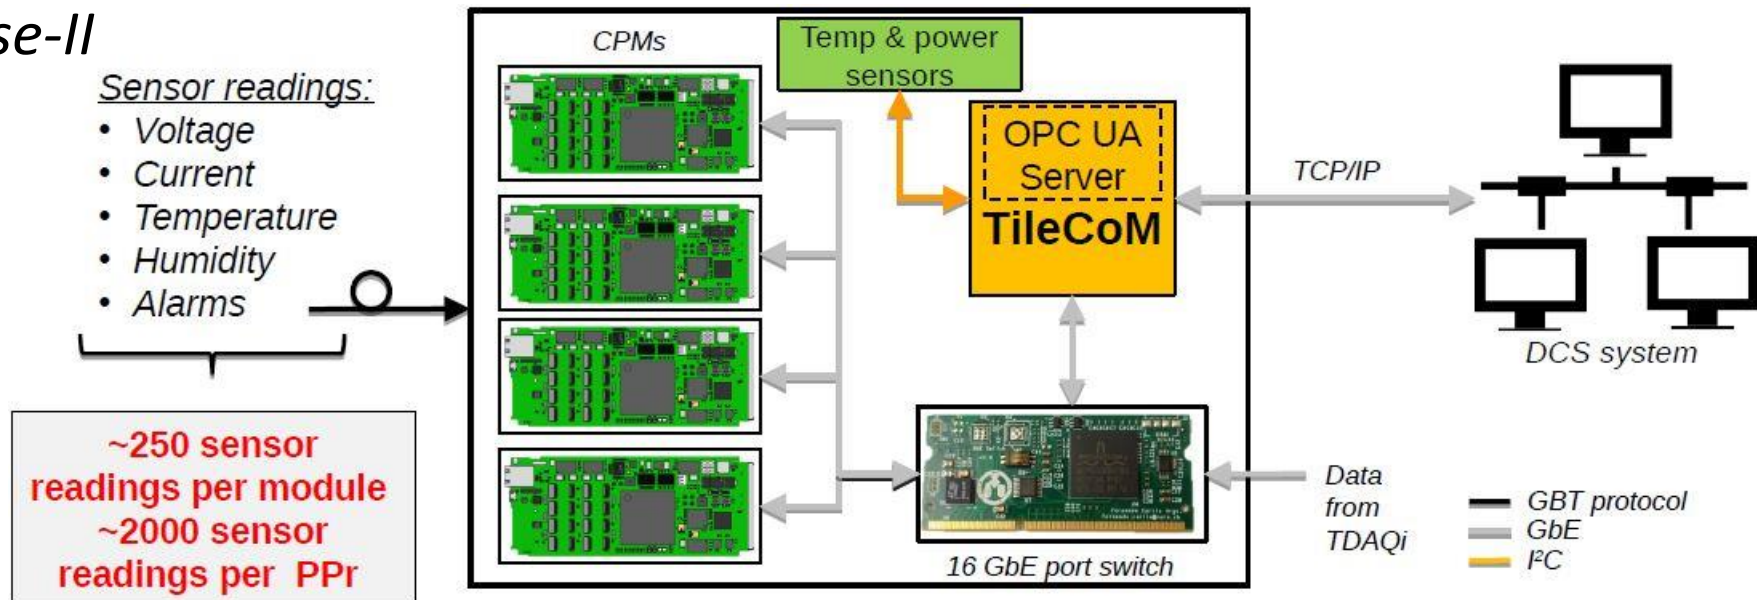 se-II
Sensor readings:
• Voltage
• Current
• Temperature
• Humidity
• Alarms
~250 sensor
readings per module
~2000 sensor
readings per PPr
CPMs
Temp & power
sensors
OPC UA
Server
TileCoM
TCP/IP
DCS system
16 GbE port switch
Data
from
TDAQi
GBT protocol
GbE
I²C